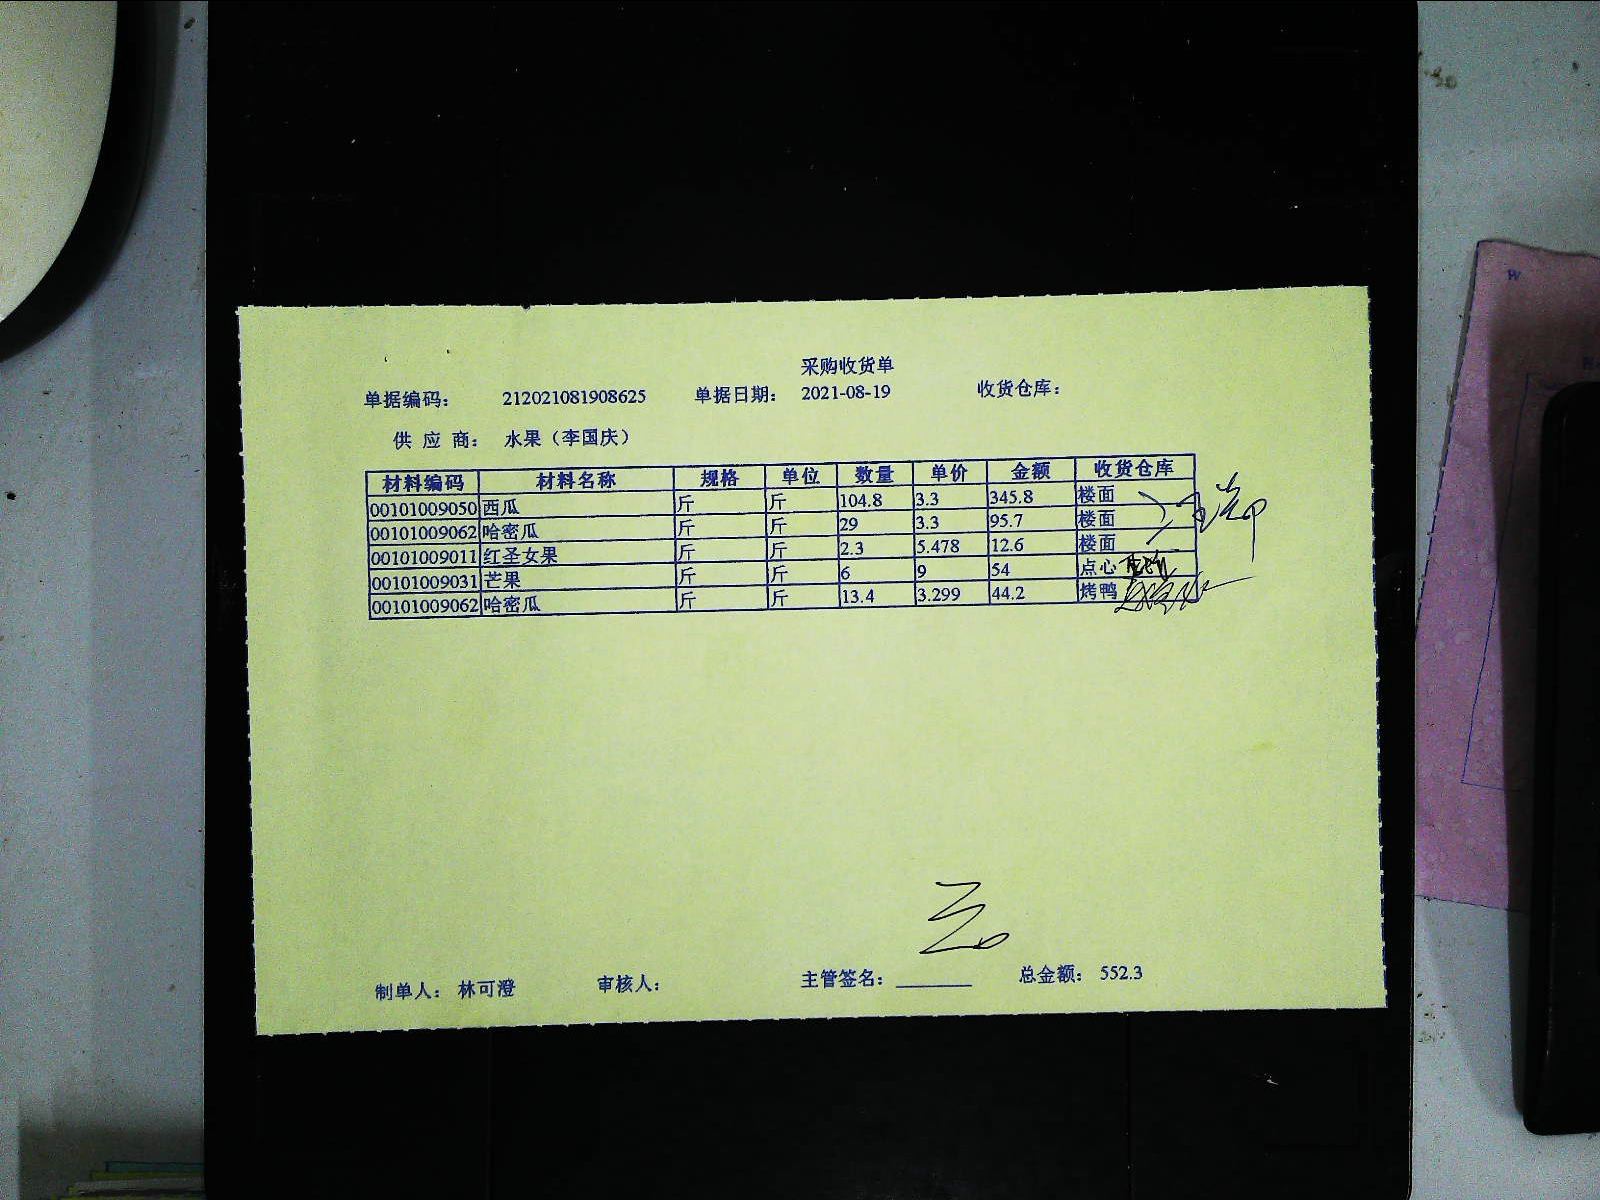 采购收货单
单据编码： 212021081908625 单据日期： 2021-08-19 收货仓库：
供 应 商： 水果（李国庆）
材料编码 材料名称 规格 单位 数量 单价 金额 收货仓库
00101009050 西瓜 斤 斤 104.8 3.3 345.8 楼面
00101009062 哈密瓜 斤 斤 29 3.3 95.7 楼面
00101009011 红圣女果 斤 斤 2.3 5.478 12.6 楼面
00101009031 芒果 斤 斤 6 9 54 点心
00101009062 哈密瓜 斤 斤 13.4 3.299 44.2 烤鸭
制单人： 林可澄 审核人： 主管签名： 总金额： 552.3